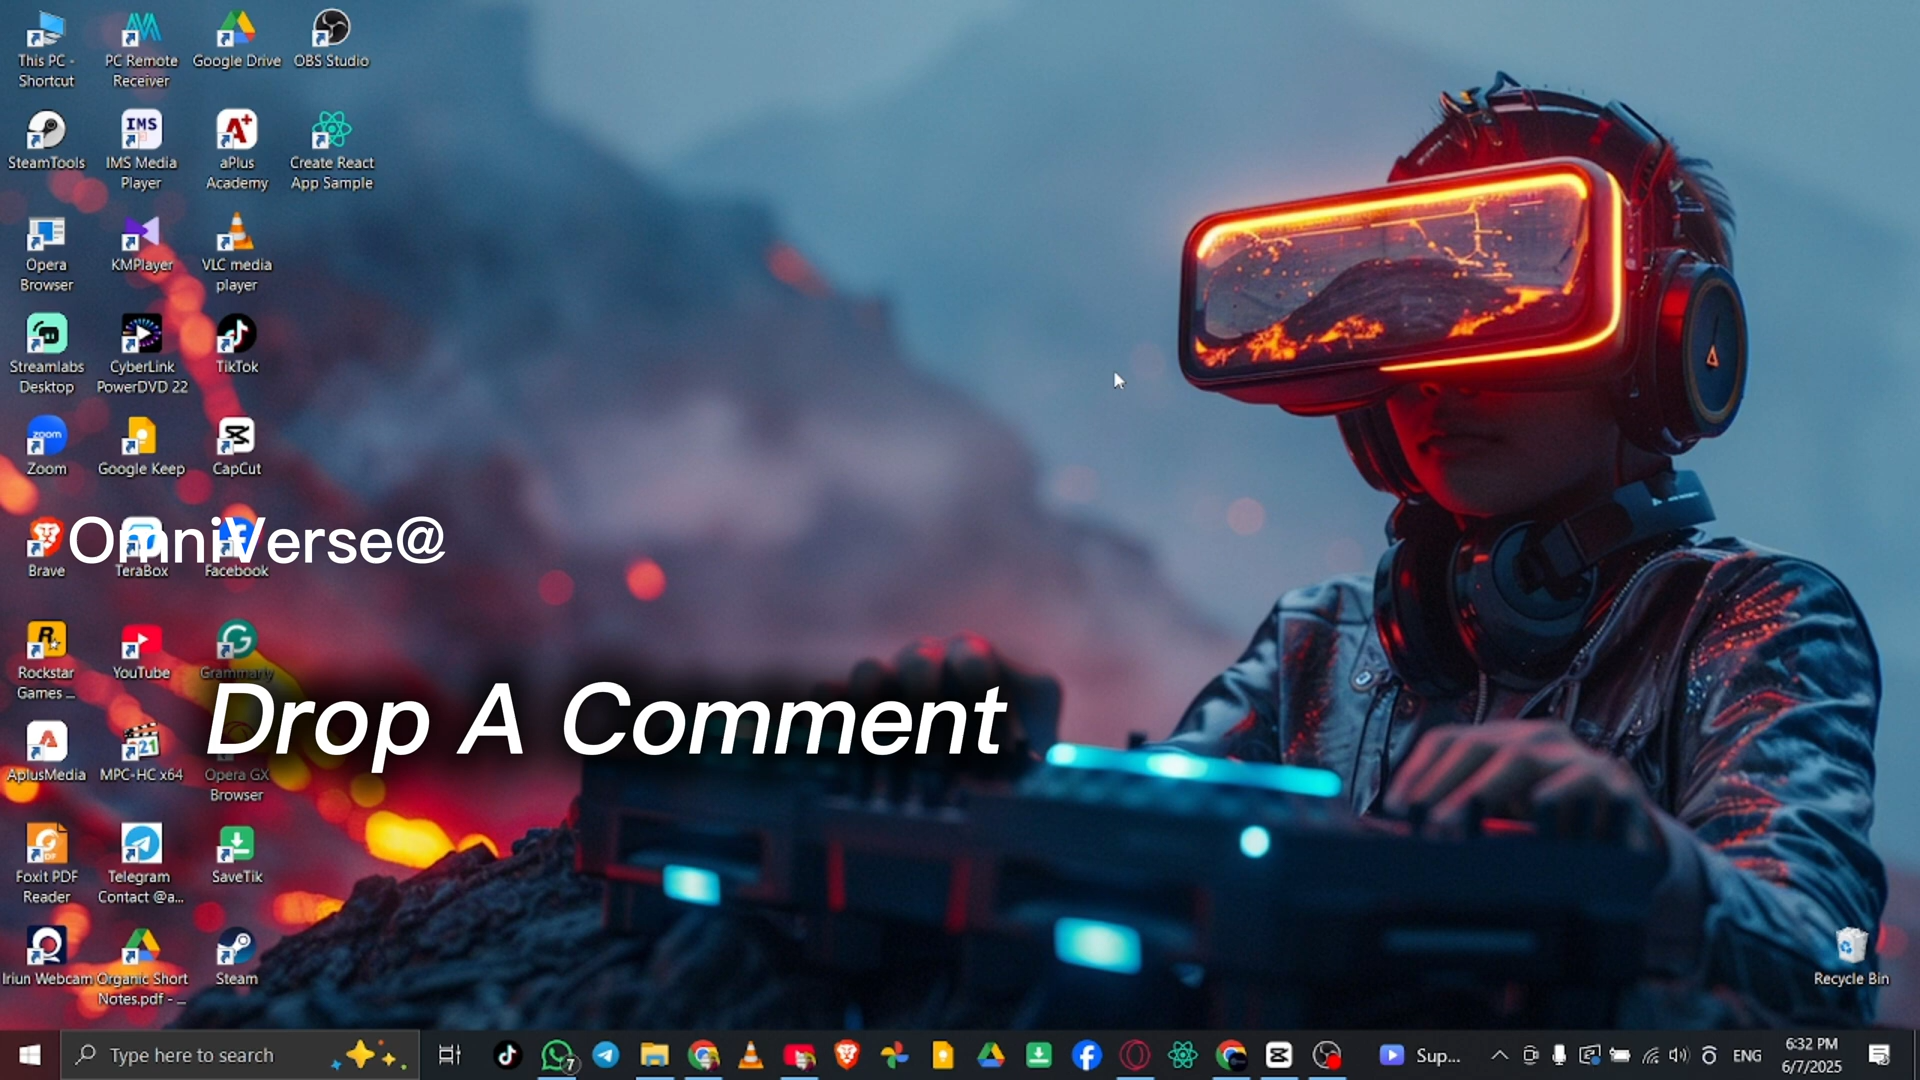 This PC -
Shortcut
PC Remote
Receiver
Google Drive
OBS Studio
SteamTools
IMS
IMS Media
Player
A+
aPlus
Academy
Create React
App Sample
Opera
Browser
KMPlayer
VLC media
player
Streamlabs
Desktop
CyberLink
PowerDVD 22
TikTok
zoom
Zoom
Google Keep
CapCut
OmniVerse@
Brave
TeraBox
Facebook
R
Rockstar
Games ...
YouTube
Grammarly
Drop A Comment
AplusMedia
321
MPC-HC x64
Opera GX
Browser
Foxit PDF
Reader
Telegram
Contact @a...
SaveTik
Iriun Webcam
Organic Short
Notes.pdf - ...
Steam
Recycle Bin
Type here to search
7
Sup...
ENG
6:32 PM
6/7/2025